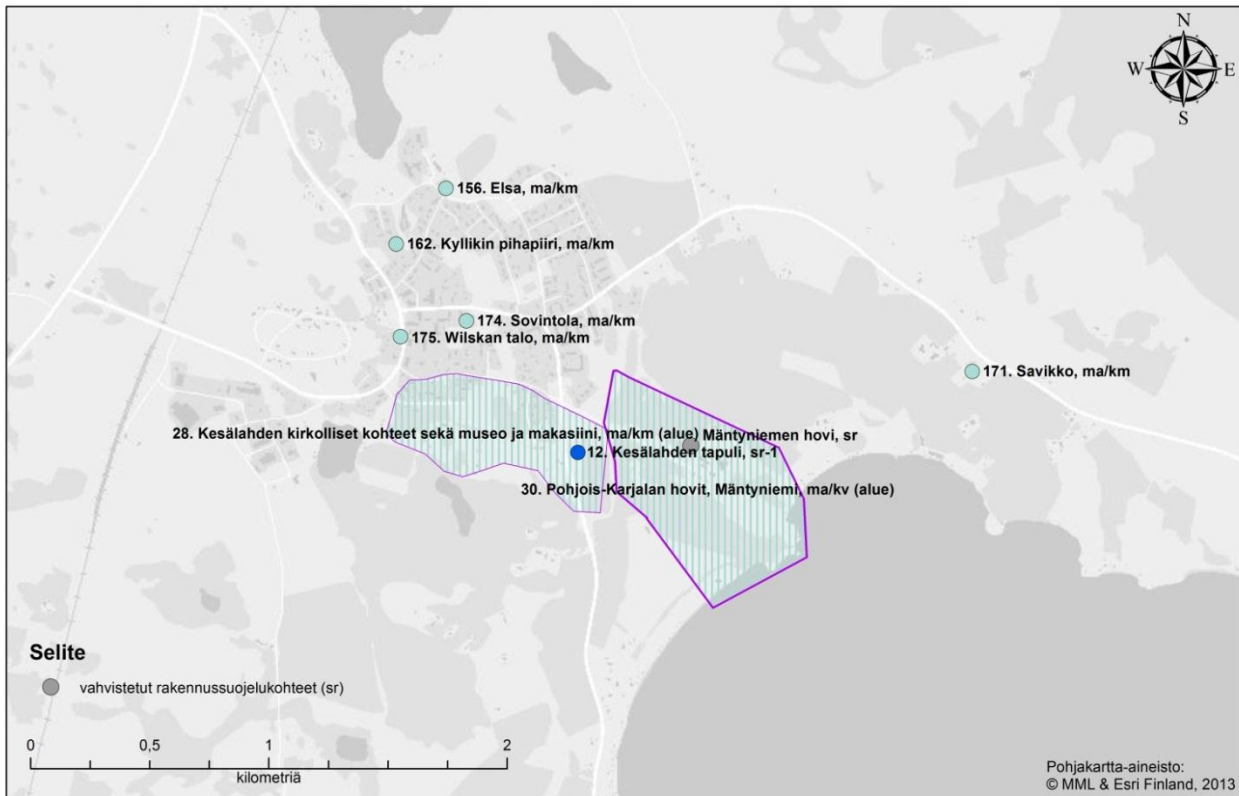 N
W E
S
156. Elsa, ma/km
162. Kyllikin pihapiiri, ma/km
174. Sovintola, ma/km
175. Wilskan talo, ma/km
171. Savikko, ma/km
28. Kesälahden kirkolliset kohteet sekä museo ja makasiini, ma/km (alue)
Mäntyniemen hovi, sr
12. Kesälahden tapuli, sr-1
30. Pohjois-Karjalan hovit, Mäntyniemi, ma/kv (alue)
Selite
vahvistetut rakennussuojelukohteet (sr)
0 0,5 1 2
kilometriä
Pohjakartta-aineisto:
© MML & Esri Finland, 2013